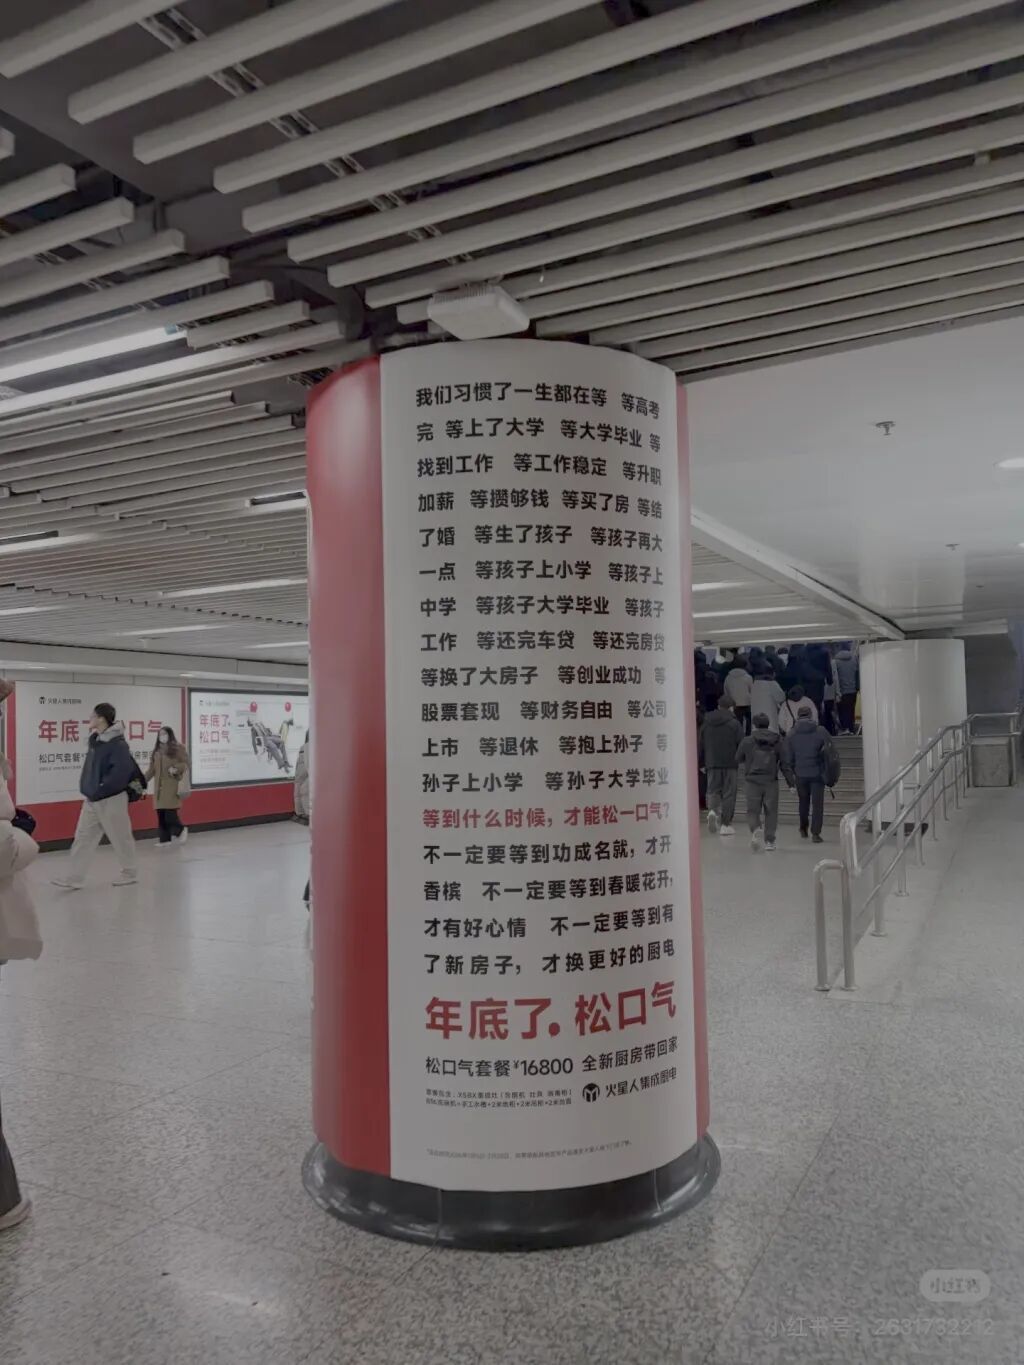 我们习惯了一生都在等 等高考
完 等上了大学 等大学毕业 等
找到工作 等工作稳定 等升职
加薪 等攒够钱 等买了房 等结
了婚 等生了孩子 等孩子再大
一点 等孩子上小学 等孩子上
中学 等孩子大学毕业 等孩子
工作 等还完车贷 等还完房贷
等换了大房子 等创业成功 等
股票套现 等财务自由 等公司
上市 等退休 等抱上孙子 等
孙子上小学 等孙子大学毕业
等到什么时候，才能松一口气？
不一定要等到功成名就，才开
香槟 不一定要等到春暖花开，
才有好心情 不一定要等到有
了新房子，才换更好的厨电
年底了.松口气
松口气套餐¥16800 全新厨房带回家
火星人集成厨电
火星人集成厨电
年底了 口气
松口气套餐
年底了.
松口气
小红书
小红书号：2631732212